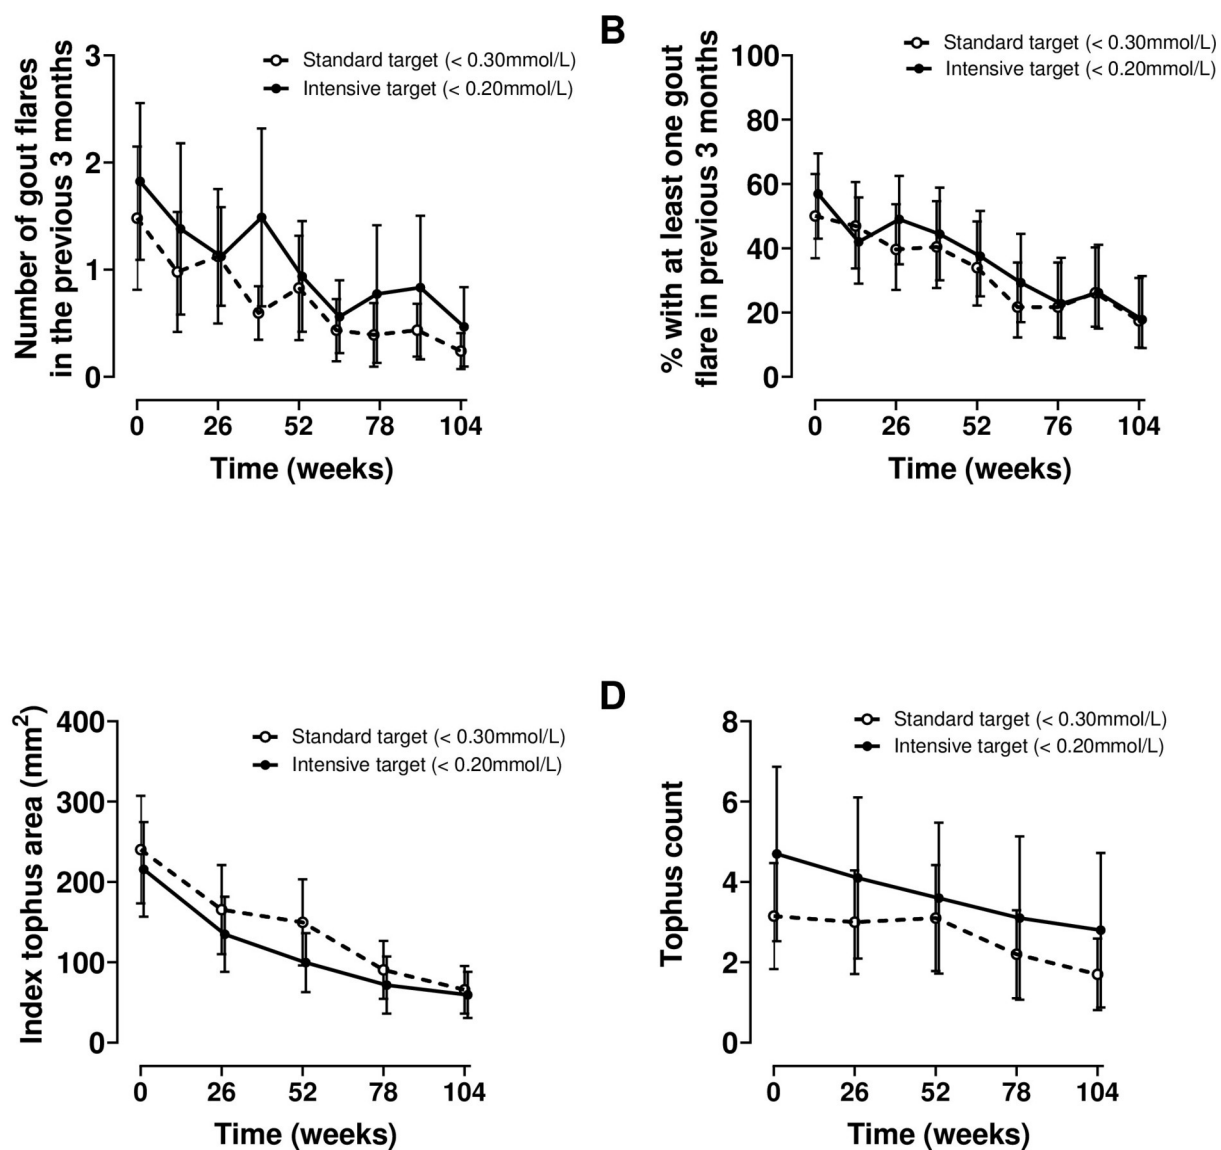 Number of gout flares
in the previous 3 months
3
2
1
0
Standard target (< 0.30mmol/L)
Intensive target (< 0.20mmol/L)
0 26 52 78 104
Time (weeks)
B
% with at least one gout
flare in previous 3 months
100
80
60
40
20
0
Standard target (< 0.30mmol/L)
Intensive target (< 0.20mmol/L)
0 26 52 76 104
Time (weeks)
Index tophus area (mm²)
400
300
200
100
0
Standard target (< 0.30mmol/L)
Intensive target (< 0.20mmol/L)
0 26 52 78 104
Time (weeks)
D
Tophus count
8
6
4
2
0
Standard target (< 0.30mmol/L)
Intensive target (< 0.20mmol/L)
0 26 52 78 104
Time (weeks)